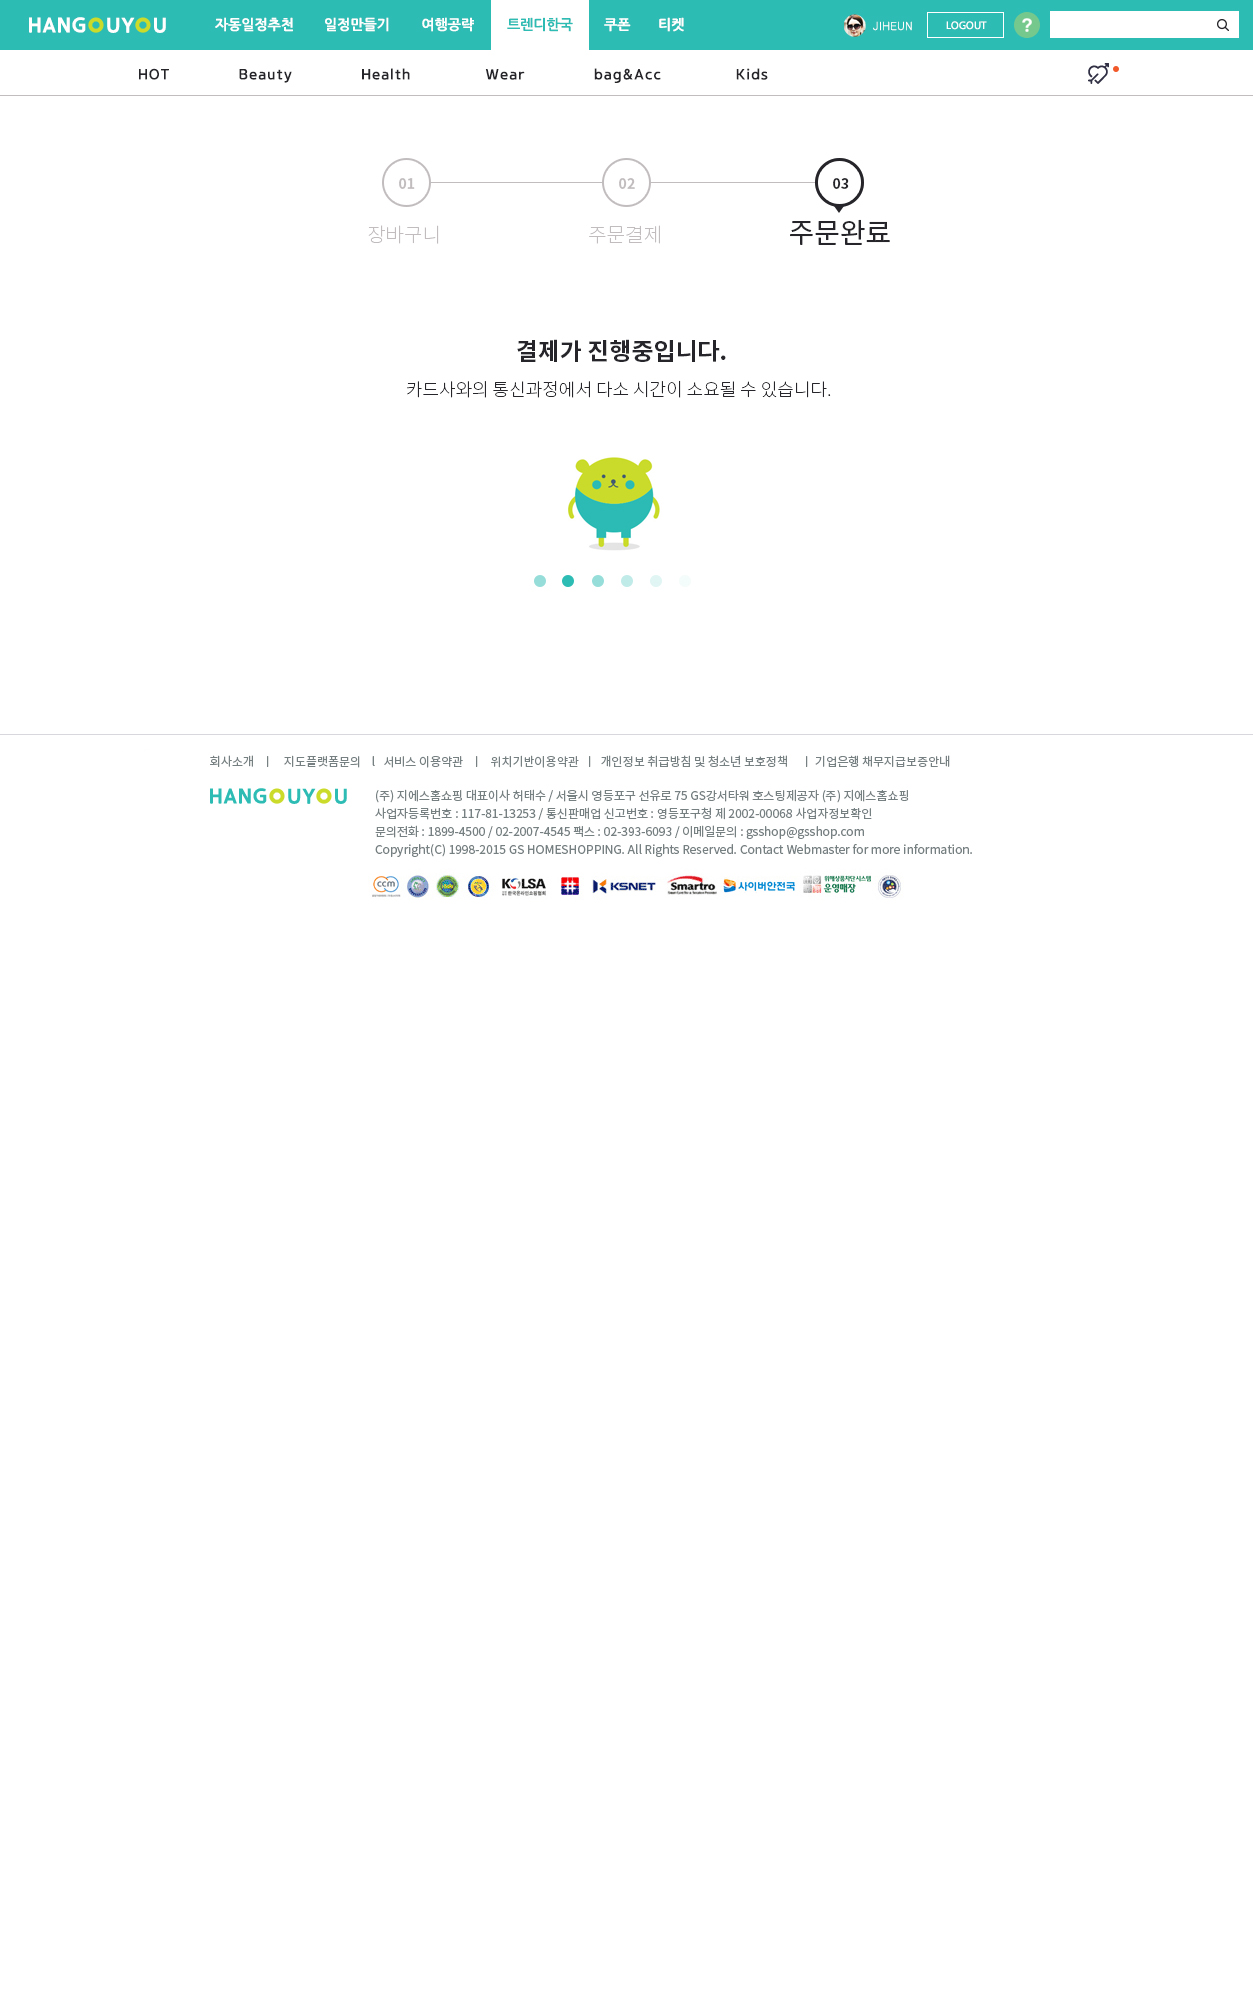 HANGOUYOU 자동일정추천 일정만들기 여행공략 트렌디한국 쿠폰 티켓 JIHEUN LOGOUT ?
HOT Beauty Health Wear bag&Acc Kids
01 02 03
장바구니 주문결제 주문완료
결제가 진행중입니다.
카드사와의 통신과정에서 다소 시간이 소요될 수 있습니다.
회사소개 | 지도플랫폼문의 l 서비스 이용약관 | 위치기반이용약관 | 개인정보 취급방침 및 청소년 보호정책 | 기업은행 채무지급보증안내
HANGOUYOU
(주) 지에스홈쇼핑 대표이사 허태수 / 서울시 영등포구 선유로 75 GS강서타워 호스팅제공자 (주) 지에스홈쇼핑
사업자등록번호 : 117-81-13253 / 통신판매업 신고번호 : 영등포구청 제 2002-00068 사업자정보확인
문의전화 : 1899-4500 / 02-2007-4545 팩스 : 02-393-6093 / 이메일문의 : gsshop@gsshop.com
Copyright(C) 1998-2015 GS HOMESHOPPING. All Rights Reserved. Contact Webmaster for more information.
ccm KOLSA 한국온라인쇼핑협회 KSNET Smartro 사이버안전국 위해상품차단시스템 운영매장